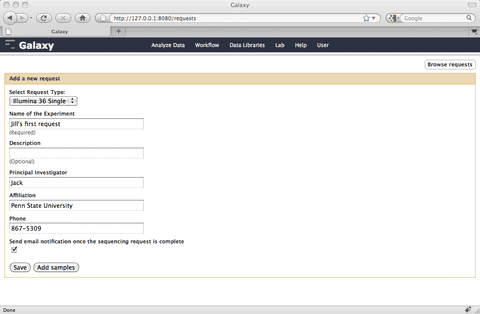 Galaxy
http://127.0.0.1:8080/requests
Google
Galaxy
Galaxy
Analyze Data Workflow Data Libraries Lab Help User
Browse requests
Add a new request
Select Request Type:
Illumina 36 Single
Name of the Experiment
Jill's first request
(Required)
Description
(Optional)
Principal Investigator
Jack
Affiliation
Penn State University
Phone
867-5309
Send email notification once the sequencing request is complete
Save Add samples
Done